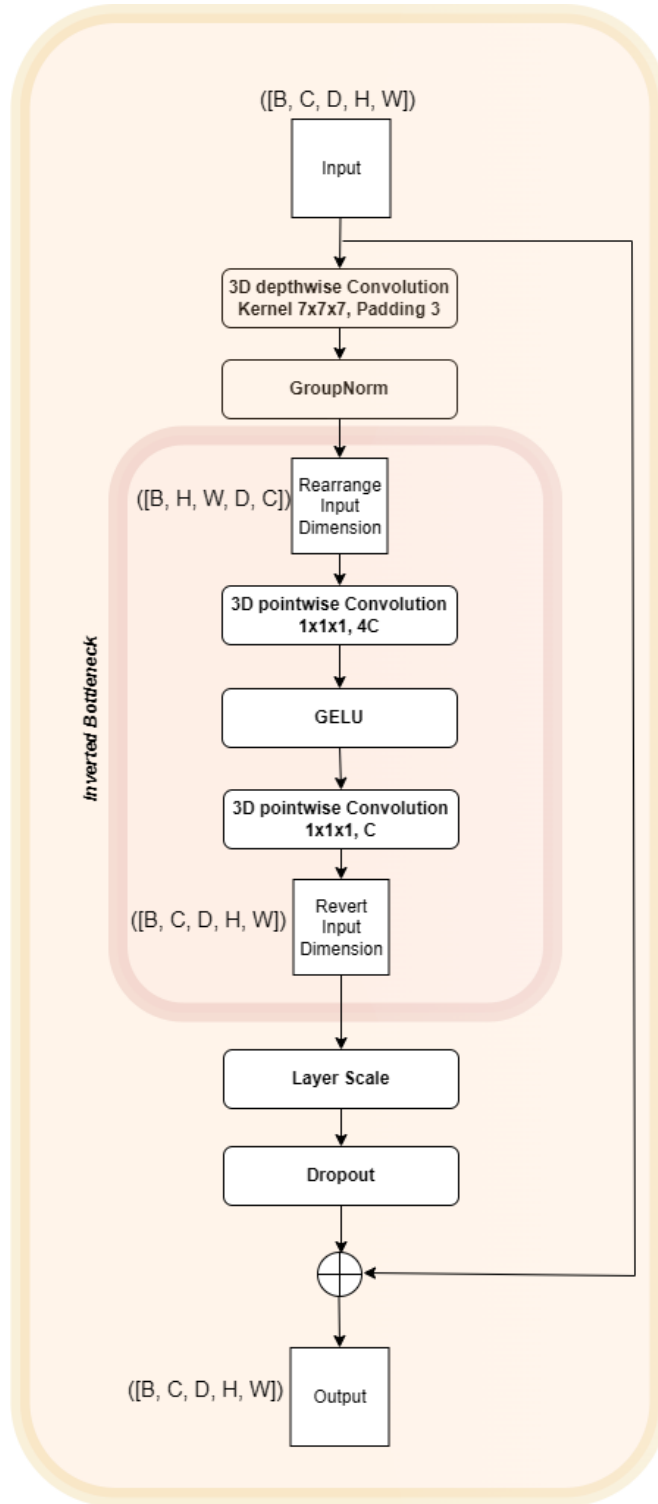 ([B, C, D, H, W])
Input
3D depthwise Convolution
Kernel 7x7x7, Padding 3
GroupNorm
([B, H, W, D, C])
Rearrange
Input
Dimension
3D pointwise Convolution
1x1x1, 4C
Inverted Bottleneck
GELU
3D pointwise Convolution
1x1x1, C
([B, C, D, H, W])
Revert
Input
Dimension
Layer Scale
Dropout
([B, C, D, H, W])
Output